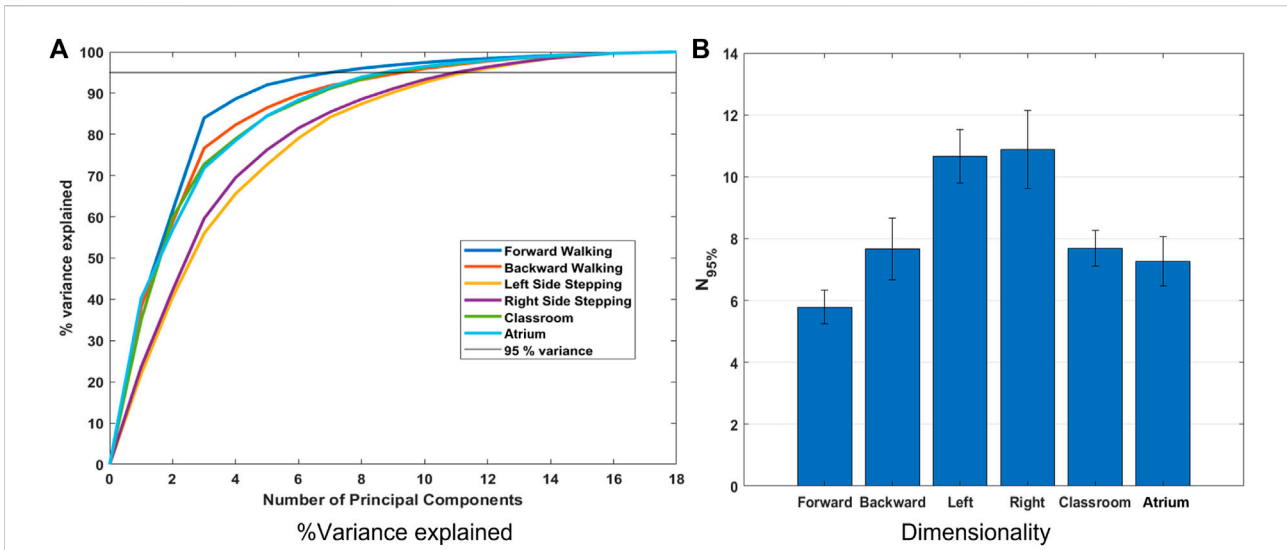 A
100
90
80
70
60
50
40
30
20
10
0
% variance explained
Forward Walking
Backward Walking
Left Side Stepping
Right Side Stepping
Classroom
Atrium
95 % variance
0 2 4 6 8 10 12 14 16 18
Number of Principal Components
%Variance explained
B
14
12
10
8
6
4
2
0
N95%
Forward Backward Left Right Classroom Atrium
Dimensionality